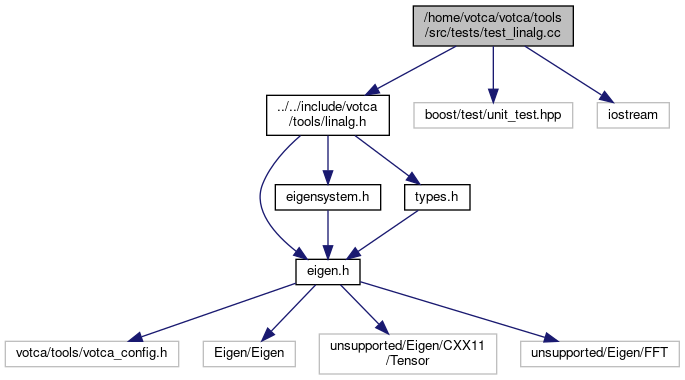 /home/votca/votca/tools
/src/tests/test_linalg.cc
../../include/votca
/tools/linalg.h
boost/test/unit_test.hpp
iostream
eigensystem.h
types.h
eigen.h
votca/tools/votca_config.h
Eigen/Eigen
unsupported/Eigen/CXX11
/Tensor
unsupported/Eigen/FFT